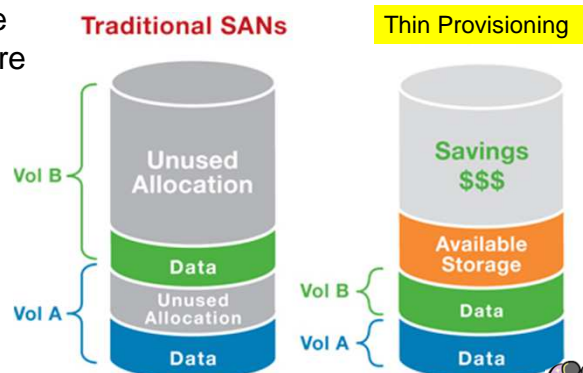 e
re
Traditional SANs
Thin Provisioning
Vol B
Unused
Allocation
Data
Vol A
Unused
Allocation
Data
Savings
$$$
Available
Storage
Vol B
Data
Vol A
Data